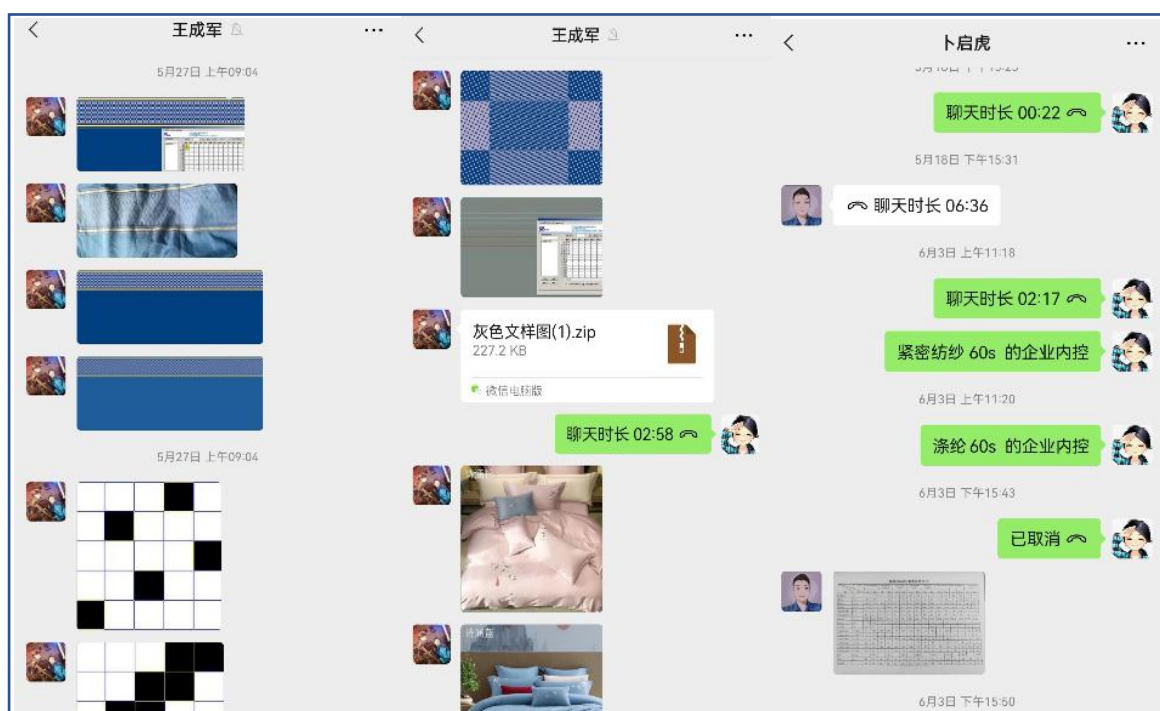 王成军
5月27日 上午09:04
5月27日 上午09:04
王成军
灰色文样图(1).zip
227.2 KB
微信电脑版
聊天时长 02:58
卜启虎
聊天时长 00:22
5月18日 下午15:31
聊天时长 06:36
6月3日 上午11:18
聊天时长 02:17
紧密纺纱 60s 的企业内控
6月3日 上午11:20
涤纶 60s 的企业内控
6月3日 下午15:43
已取消
6月3日 下午15:50